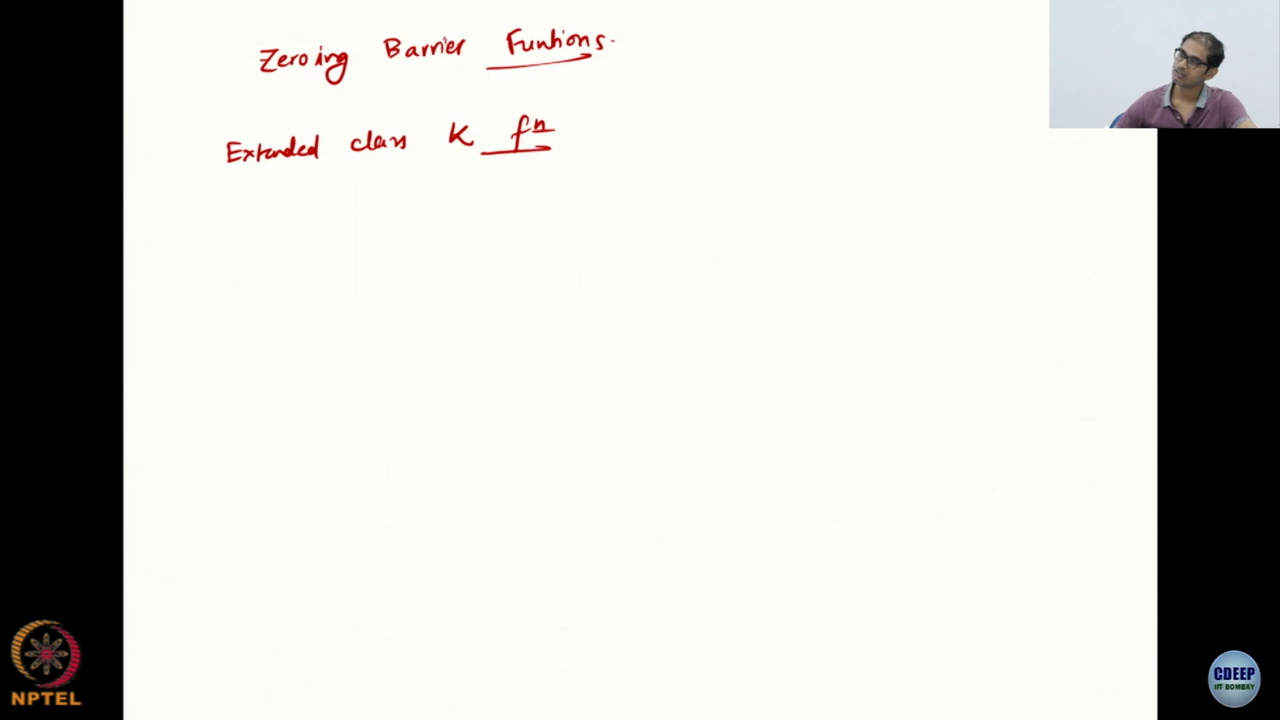 Zeroing Barrier Funtions.
Extended class K fn
NPTEL
CDEEP
IIT BOMBAY